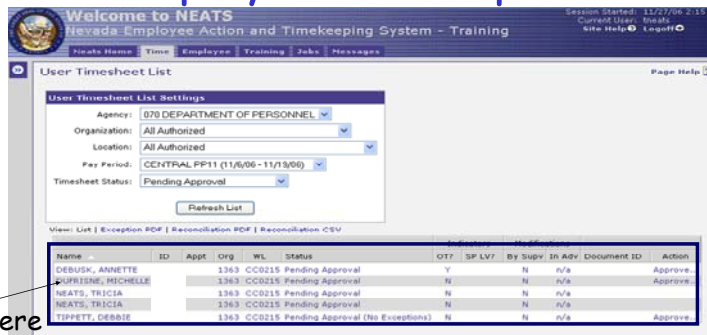 Welcome to NEATS
Session Started: 11/27/06 2:15
Nevada Employee Action and Timekeeping System - Training
Current User: tneats
Site Help Logoff
Neats Home Time Employee Training Jobs Messages
User Timesheet List
Page Help
User Timesheet List Settings
Agency: 070 DEPARTMENT OF PERSONNEL
Organization: All Authorized
Location: All Authorized
Pay Period: CENTRAL PP11 (11/6/06 - 11/19/06)
Timesheet Status: Pending Approval
Refresh List
View: List | Exception PDF | Reconciliation PDF | Reconciliation CSV
Indicators Modifications
Name ID Appt Org WL Status OT? SP LV? By Supv In Adv Document ID Action
DEBUSK, ANNETTE 1363 CC0215 Pending Approval Y N n/a Approve...
DUFRISNE, MICHELLE 1363 CC0215 Pending Approval N N n/a Approve...
NEATS, TRICIA 1363 CC0215 Pending Approval N N n/a
NEATS, TRICIA 1363 CC0215 Pending Approval N N n/a
TIPPETT, DEBBIE 1363 CC0215 Pending Approval (No Exceptions) N N n/a Approve...
ere